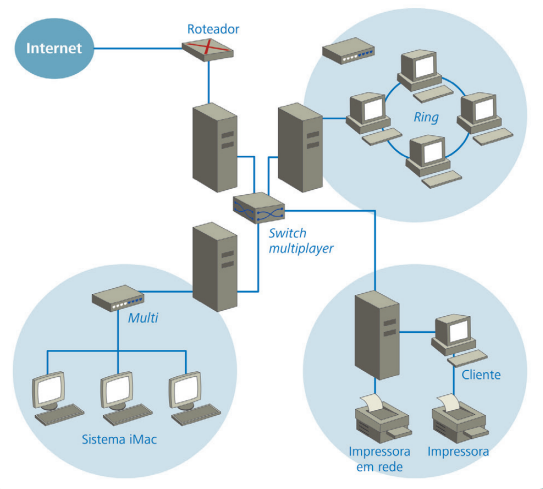 Roteador
Internet
Ring
Switch
multiplayer
Multi
Sistema iMac
Cliente
Impressora
em rede
Impressora